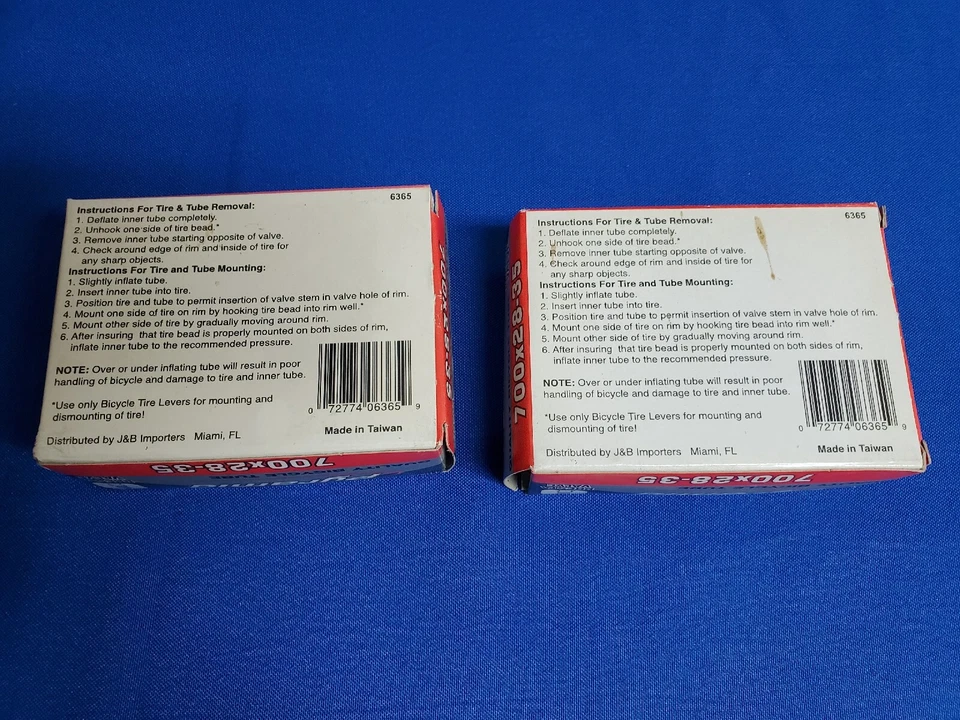 6365
Instructions For Tire & Tube Removal:
1. Deflate inner tube completely.
2. Unhook one side of tire bead.*
3. Remove inner tube starting opposite of valve.
4. Check around edge of rim and inside of tire for
any sharp objects.
Instructions For Tire and Tube Mounting:
1. Slightly inflate tube.
2. Insert inner tube into tire.
3. Position tire and tube to permit insertion of valve stem in valve hole of rim.
4. Mount one side of tire on rim by hooking tire bead into rim well.*
5. Mount other side of tire by gradually moving around rim.
6. After insuring that tire bead is properly mounted on both sides of rim,
inflate inner tube to the recommended pressure.
NOTE: Over or under inflating tube will result in poor
handling of bicycle and damage to tire and inner tube.
*Use only Bicycle Tire Levers for mounting and
dismounting of tire!
0 72774 06365 9
Distributed by J&B Importers Miami, FL
Made in Taiwan
700x28-35
700x28-35
6365
Instructions For Tire & Tube Removal:
1. Deflate inner tube completely.
2. Unhook one side of tire bead.*
3. Remove inner tube starting opposite of valve.
4. Check around edge of rim and inside of tire for
any sharp objects.
Instructions For Tire and Tube Mounting:
1. Slightly inflate tube.
2. Insert inner tube into tire.
3. Position tire and tube to permit insertion of valve stem in valve hole of rim.
4. Mount one side of tire on rim by hooking tire bead into rim well.*
5. Mount other side of tire by gradually moving around rim.
6. After insuring that tire bead is properly mounted on both sides of rim,
inflate inner tube to the recommended pressure.
NOTE: Over or under inflating tube will result in poor
handling of bicycle and damage to tire and inner tube.
*Use only Bicycle Tire Levers for mounting and
dismounting of tire!
0 72774 06365 9
Distributed by J&B Importers Miami, FL
Made in Taiwan
700x28-35
700x28-35